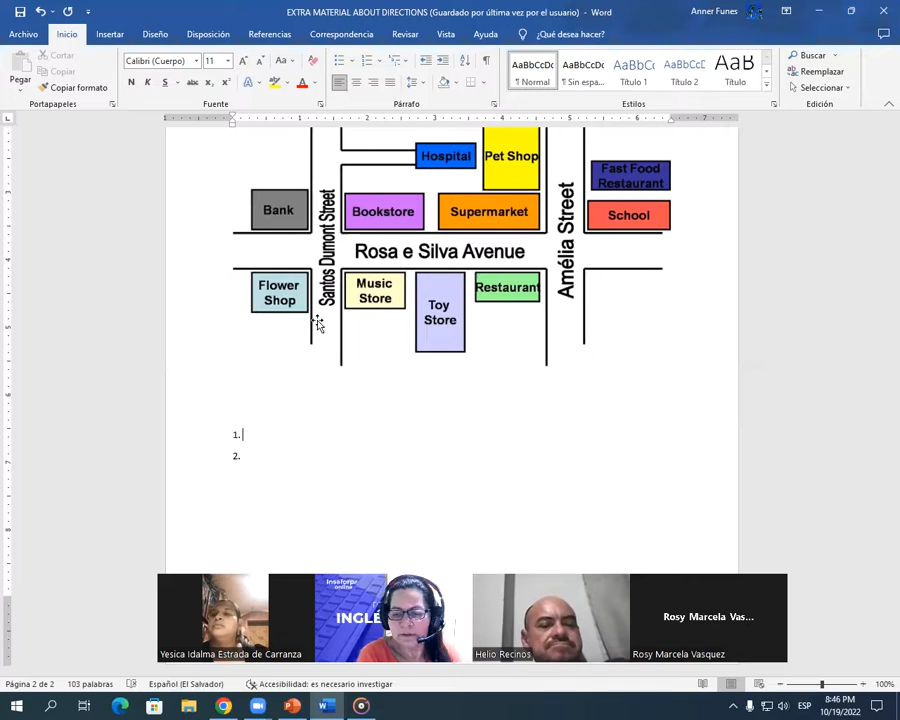 EXTRA MATERIAL ABOUT DIRECTIONS (Guardado por última vez por el usuario) - Word
Anner Funes
Archivo Inicio Insertar Diseño Disposición Referencias Correspondencia Revisar Vista Ayuda ¿Qué desea hacer?
Pegar
Cortar
Copiar
Copiar formato
Portapapeles
Calibri (Cuerpo) 11
N K S abc x₂ x²
Fuente
Párrafo
AaBbCcDc AaBbCcDc AaBbCc AaBbCcC AaB
¶ Normal ¶ Sin espa... Título 1 Título 2 Título
Estilos
Buscar
Reemplazar
Seleccionar
Edición
Hospital
Pet Shop
Fast Food
Restaurant
Bank
Bookstore
Supermarket
School
Santos Dumont Street
Rosa e Silva Avenue
Amélia Street
Flower
Shop
Music
Store
Toy
Store
Restaurant
1.
2.
Insaforp
online
INGLÉ
Rosy Marcela Vas...
Yesica Idalma Estrada de Carranza
Helio Recinos
Rosy Marcela Vasquez
Página 2 de 2 103 palabras Español (El Salvador) Accesibilidad: es necesario investigar 100%
ESP
8:46 PM
10/19/2022